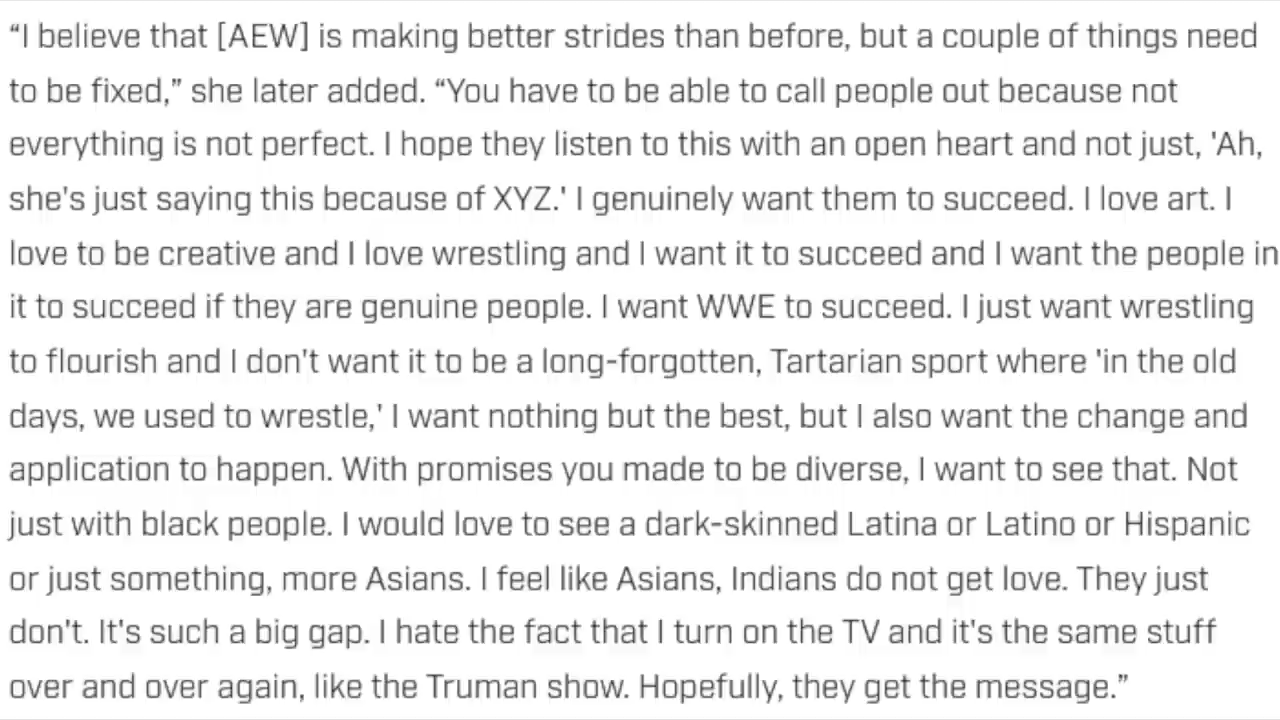 “I believe that [AEW] is making better strides than before, but a couple of things need
to be fixed,” she later added. “You have to be able to call people out because not
everything is not perfect. I hope they listen to this with an open heart and not just, 'Ah,
she's just saying this because of XYZ.' I genuinely want them to succeed. I love art. I
love to be creative and I love wrestling and I want it to succeed and I want the people in
it to succeed if they are genuine people. I want WWE to succeed. I just want wrestling
to flourish and I don't want it to be a long-forgotten, Tartarian sport where 'in the old
days, we used to wrestle,' I want nothing but the best, but I also want the change and
application to happen. With promises you made to be diverse, I want to see that. Not
just with black people. I would love to see a dark-skinned Latina or Latino or Hispanic
or just something, more Asians. I feel like Asians, Indians do not get love. They just
don't. It's such a big gap. I hate the fact that I turn on the TV and it's the same stuff
over and over again, like the Truman show. Hopefully, they get the message.”